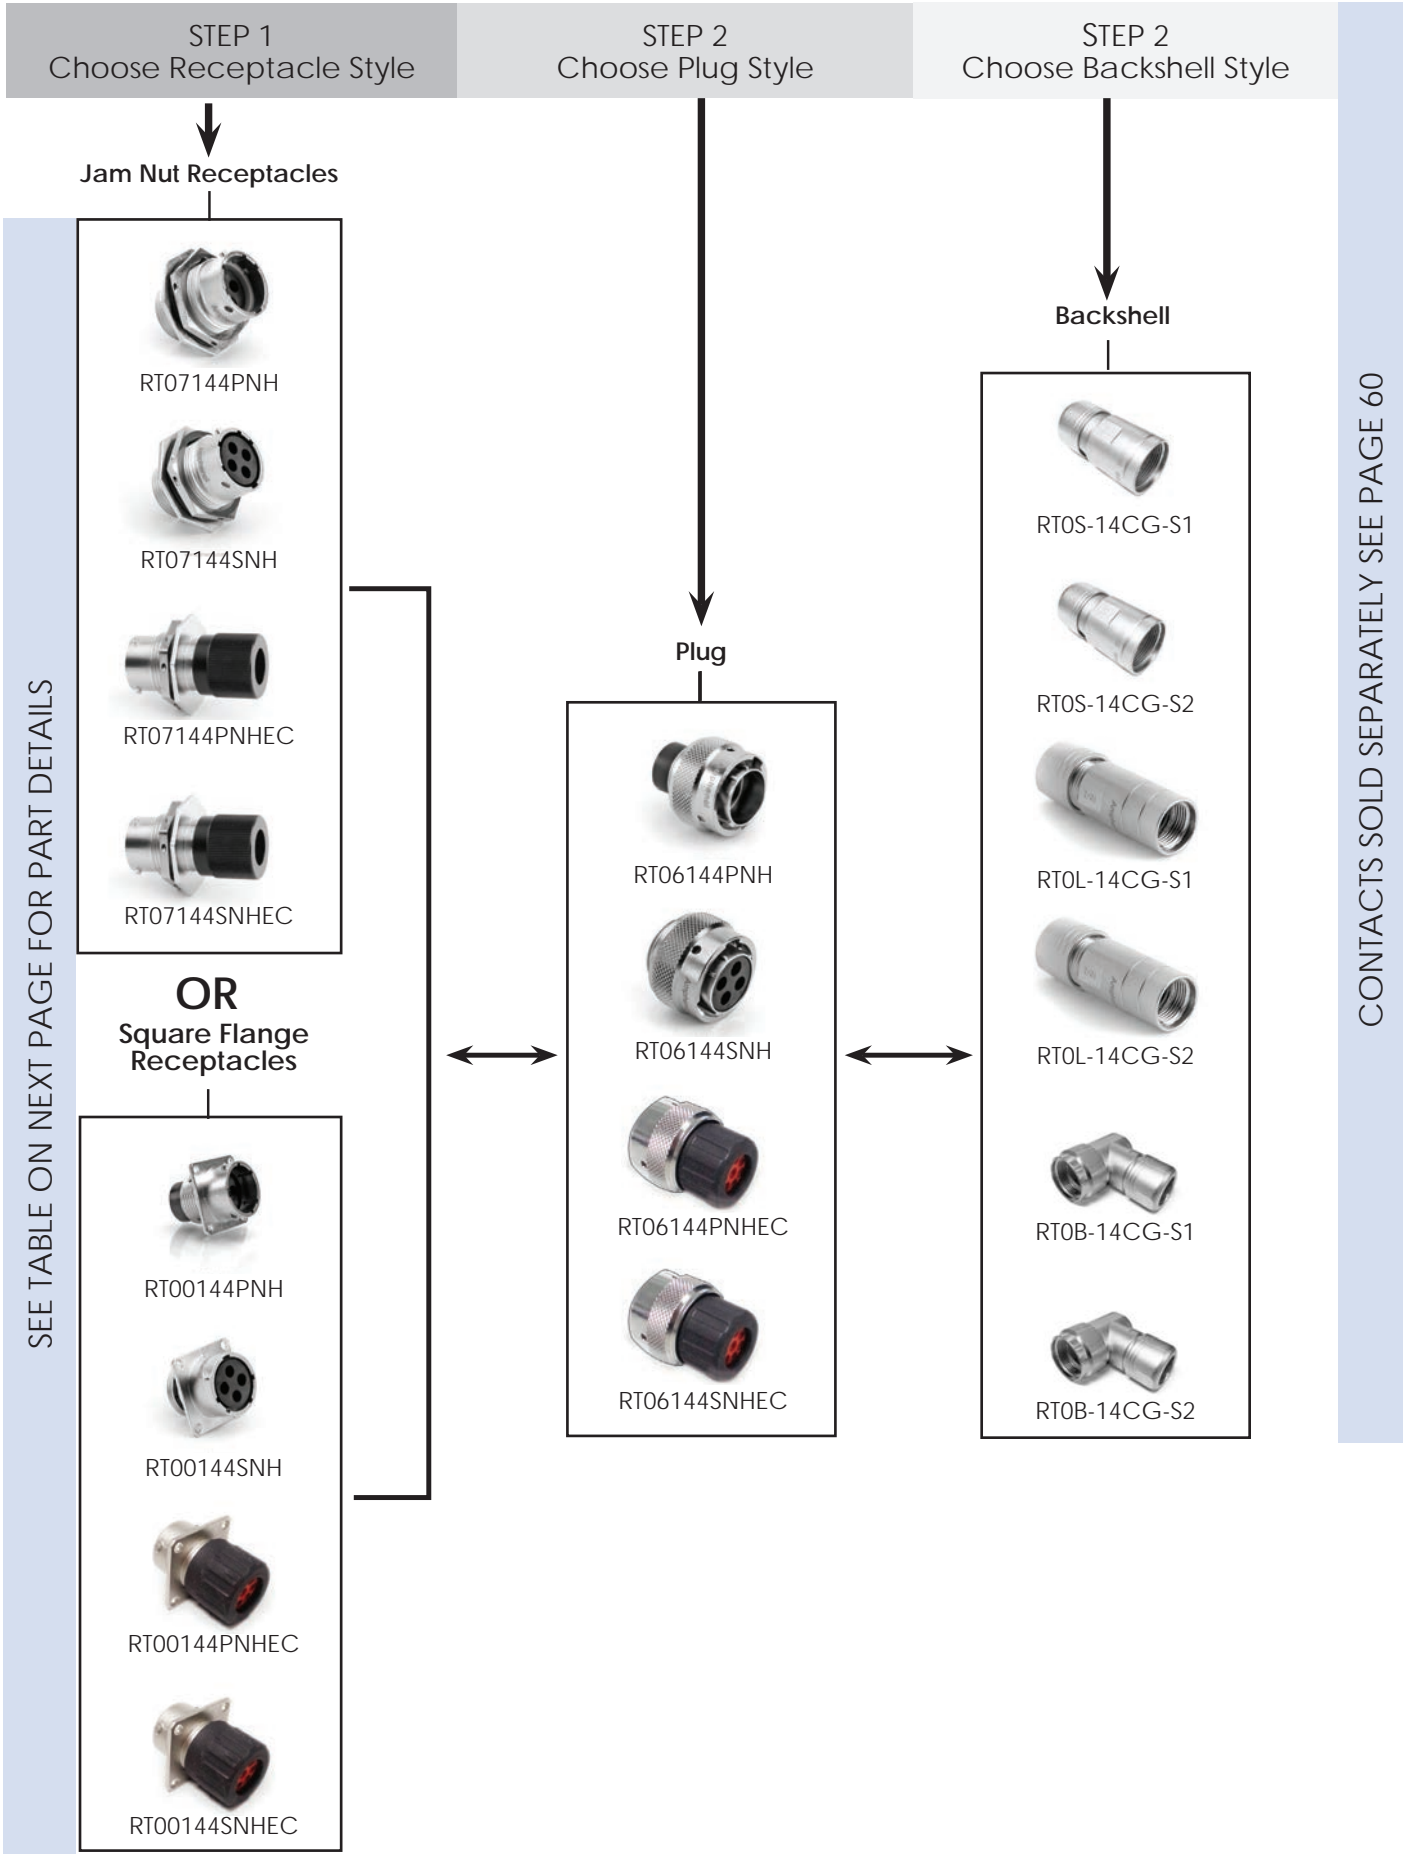 STEP 1
Choose Receptacle Style
STEP 2
Choose Plug Style
STEP 2
Choose Backshell Style
Jam Nut Receptacles
RT07144PNH
RT07144SNH
RT07144PNHEC
RT07144SNHEC
OR
Square Flange
Receptacles
RT00144PNH
RT00144SNH
RT00144PNHEC
RT00144SNHEC
Plug
RT06144PNH
RT06144SNH
RT06144PNHEC
RT06144SNHEC
Backshell
RT0S-14CG-S1
RT0S-14CG-S2
RT0L-14CG-S1
RT0L-14CG-S2
RT0B-14CG-S1
RT0B-14CG-S2
SEE TABLE ON NEXT PAGE FOR PART DETAILS
CONTACTS SOLD SEPARATELY SEE PAGE 60